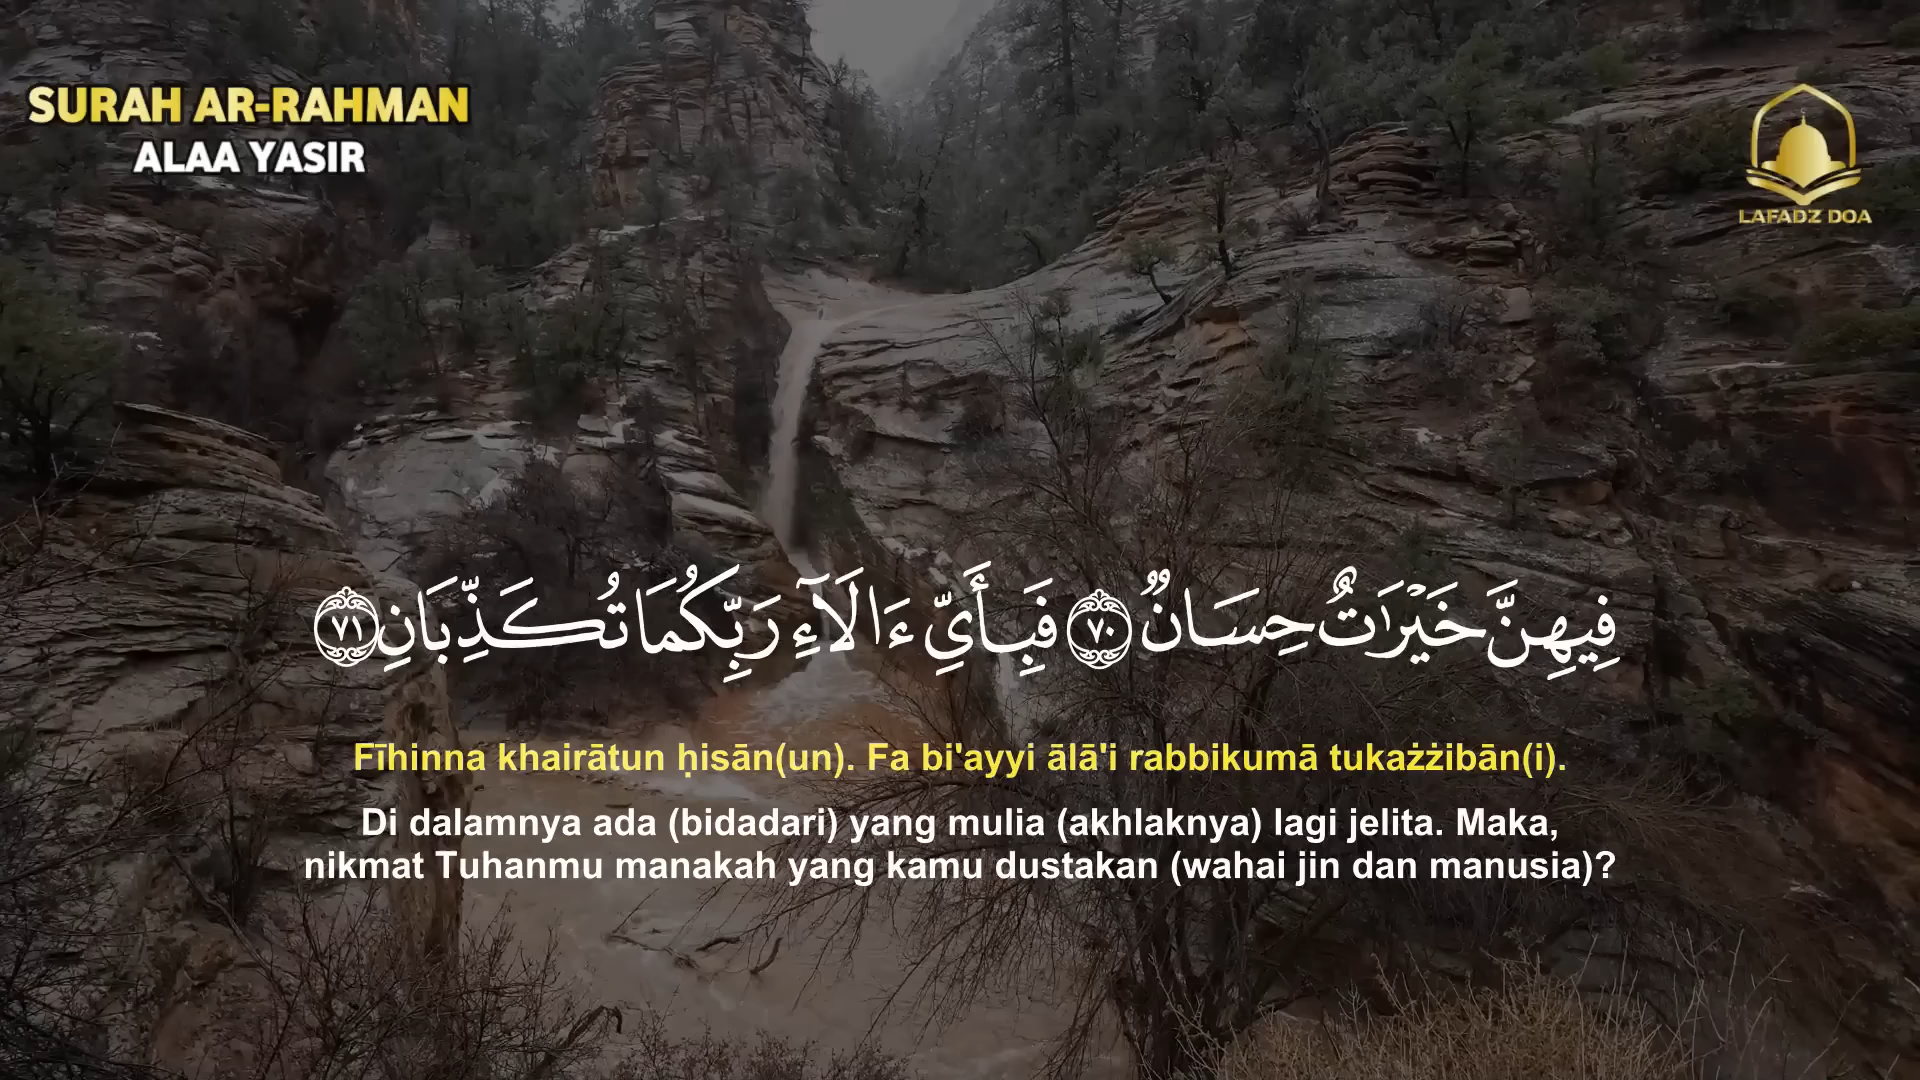 SURAH AR-RAHMAN
ALAA YASIR
LAFADZ DOA
فِيهِنَّ خَيْرَٰتٌ حِسَانٌ ۝٧٠ فَبِأَيِّ ءَالَآءِ رَبِّكُمَا تُكَذِّبَانِ ۝٧١
Fīhinna khairātun ḥisān(un). Fa bi'ayyi ālā'i rabbikumā tukażżibān(i).
Di dalamnya ada (bidadari) yang mulia (akhlaknya) lagi jelita. Maka,
nikmat Tuhanmu manakah yang kamu dustakan (wahai jin dan manusia)?